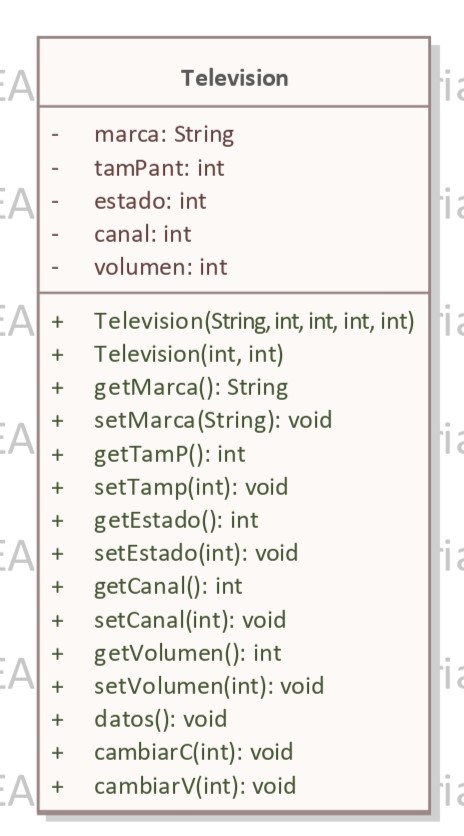 Television
- marca: String
- tamPant: int
- estado: int
- canal: int
- volumen: int
+ Television(String, int, int, int, int)
+ Television(int, int)
+ getMarca(): String
+ setMarca(String): void
+ getTamP(): int
+ setTamp(int): void
+ getEstado(): int
+ setEstado(int): void
+ getCanal(): int
+ setCanal(int): void
+ getVolumen(): int
+ setVolumen(int): void
+ datos(): void
+ cambiarC(int): void
+ cambiarV(int): void